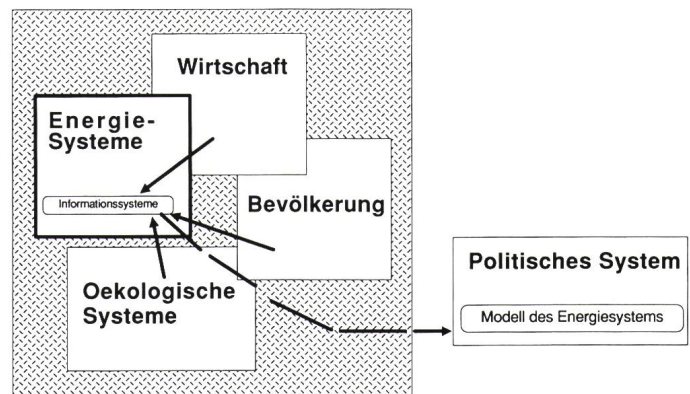 Wirtschaft
Energie-
Systeme
Informationssysteme
Bevölkerung
Oekologische
Systeme
Politisches System
Modell des Energiesystems